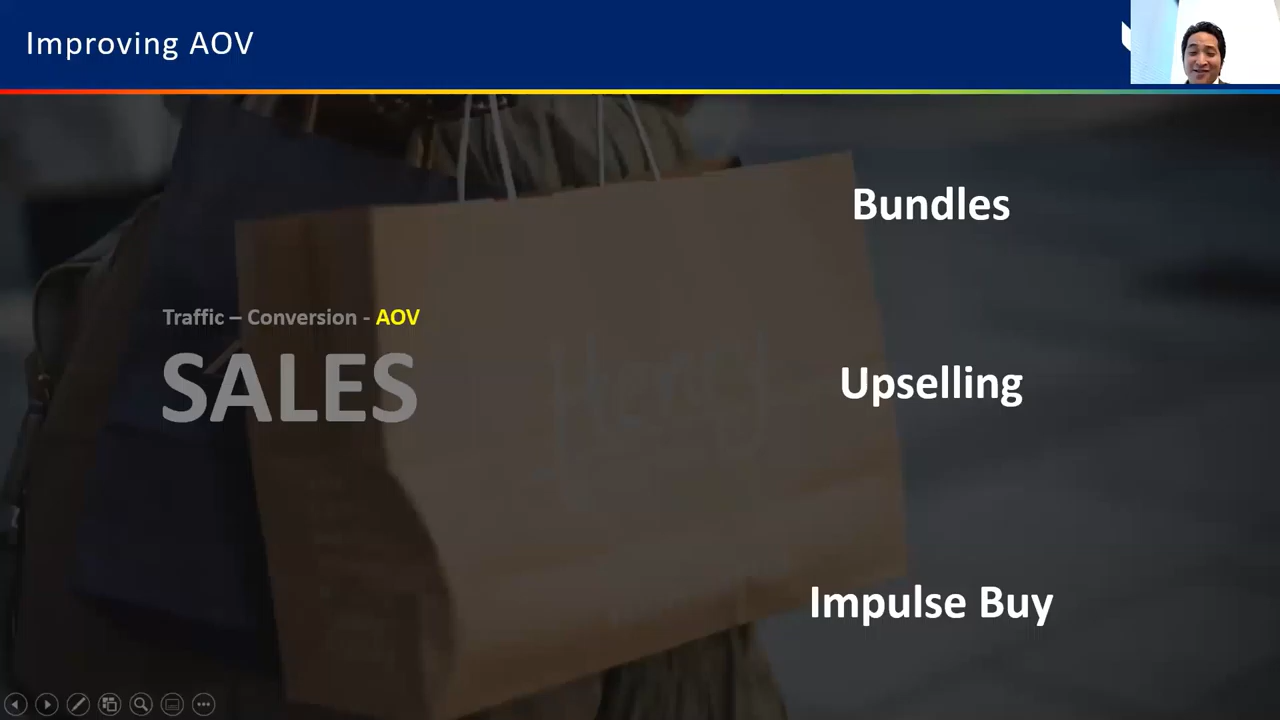 Improving AOV
Bundles
Traffic – Conversion - AOV
SALES
Upselling
Impulse Buy